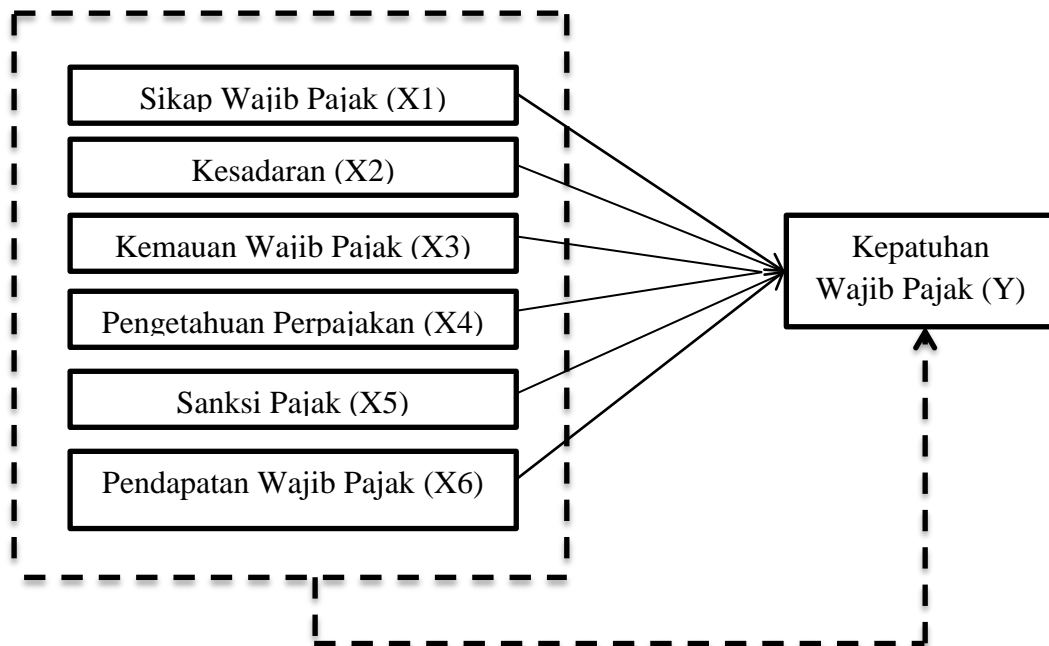 Sikap Wajib Pajak (X1)
Kesadaran (X2)
Kemauan Wajib Pajak (X3)
Pengetahuan Perpajakan (X4)
Sanksi Pajak (X5)
Pendapatan Wajib Pajak (X6)
Kepatuhan
Wajib Pajak (Y)